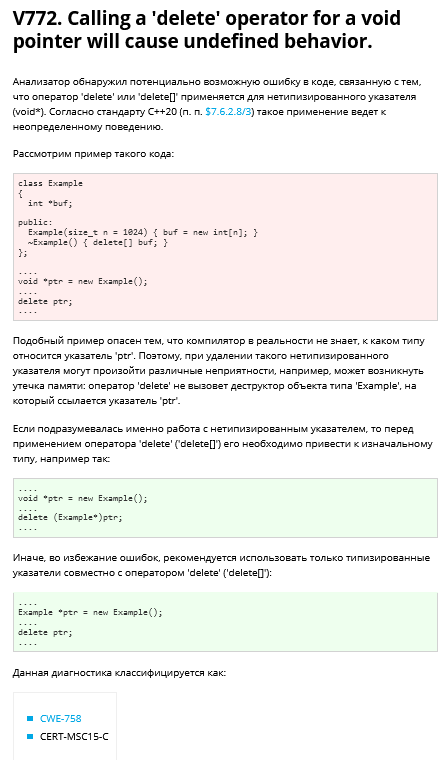 V772. Calling a 'delete' operator for a void
pointer will cause undefined behavior.
Анализатор обнаружил потенциально возможную ошибку в коде, связанную с тем,
что оператор 'delete' или 'delete[]' применяется для нетипизированного указателя
(void*). Согласно стандарту C++20 (п. п. $7.6.2.8/3) такое применение ведет к
неопределенному поведению.
Рассмотрим пример такого кода:
class Example
{
  int *buf;
public:
  Example(size_t n = 1024) { buf = new int[n]; }
  ~Example() { delete[] buf; }
};
....
void *ptr = new Example();
....
delete ptr;
....
Подобный пример опасен тем, что компилятор в реальности не знает, к каком типу
относится указатель 'ptr'. Поэтому, при удалении такого нетипизированного
указателя могут произойти различные неприятности, например, может возникнуть
утечка памяти: оператор 'delete' не вызовет деструктор объекта типа 'Example', на
который ссылается указатель 'ptr'.
Если подразумевалась именно работа с нетипизированным указателем, то перед
применением оператора 'delete' ('delete[]') его необходимо привести к изначальному
типу, например так:
....
void *ptr = new Example();
....
delete (Example*)ptr;
....
Иначе, во избежание ошибок, рекомендуется использовать только типизированные
указатели совместно с оператором 'delete' ('delete[]'):
....
Example *ptr = new Example();
....
delete ptr;
....
Данная диагностика классифицируется как:
CWE-758
CERT-MSC15-C